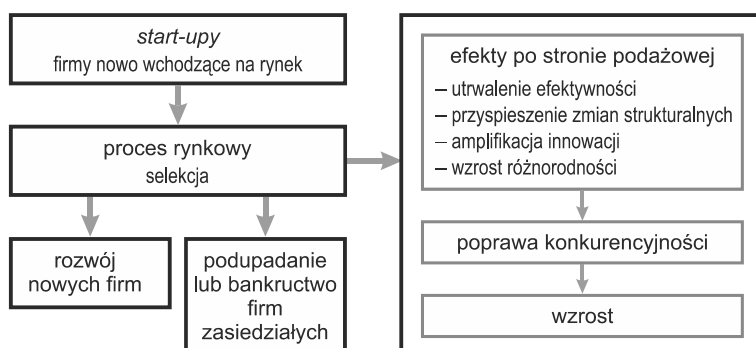 start-upy
firmy nowo wchodzące na rynek
proces rynkowy
selekcja
rozwój
nowych firm
podupadanie
lub bankructwo
firm
zasiedziałych
efekty po stronie podażowej
– utrwalenie efektywności
– przyspieszenie zmian strukturalnych
– amplifikacja innowacji
– wzrost różnorodności
poprawa konkurencyjności
wzrost